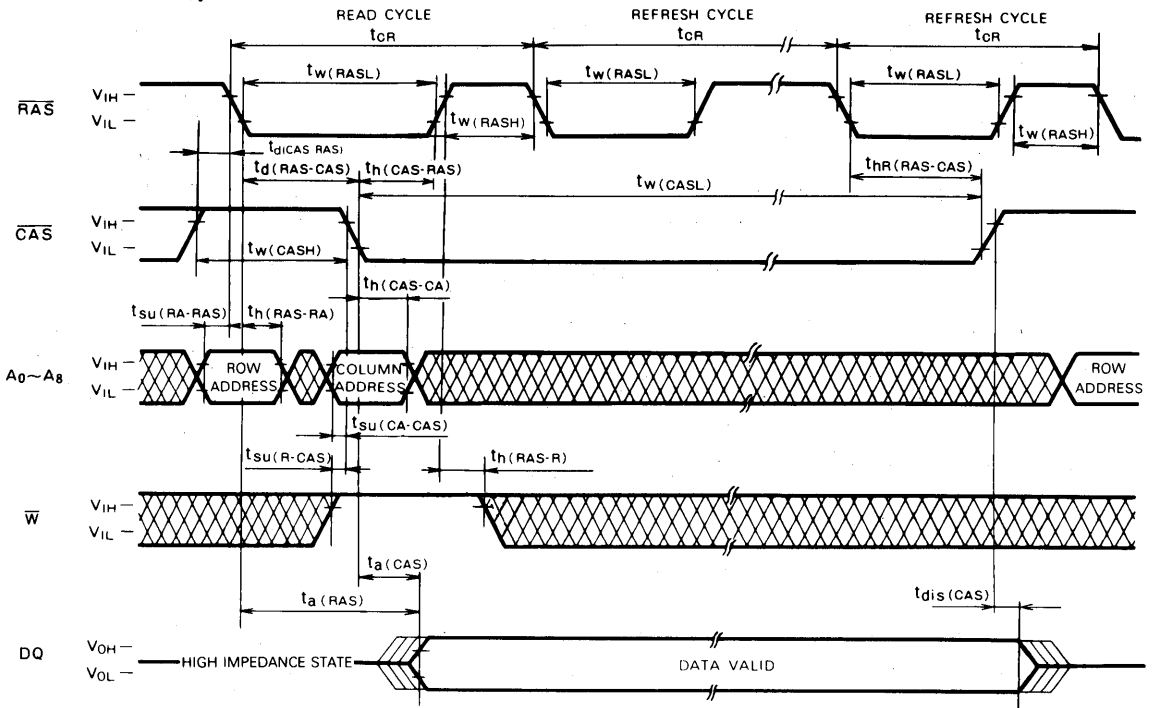 READ CYCLE REFRESH CYCLE REFRESH CYCLE
tCR tCR tCR
tw(RASL) tw(RASL) tw(RASL)
RAS VIH
VIL
tw(RASH) tw(RASH)
td(CAS RAS)
td(RAS-CAS) th(CAS-RAS) tw(CASL) thR(RAS-CAS)
CAS VIH
VIL
tw(CASH)
th(CAS-CA)
tsu(RA-RAS) th(RAS-RA)
A0~A8 VIH
VIL
ROW ADDRESS
COLUMN ADDRESS
ROW ADDRESS
tsu(CA-CAS)
tsu(R-CAS) th(RAS-R)
W VIH
VIL
ta(CAS)
ta(RAS) tdis(CAS)
DQ VOH
VOL
HIGH IMPEDANCE STATE DATA VALID